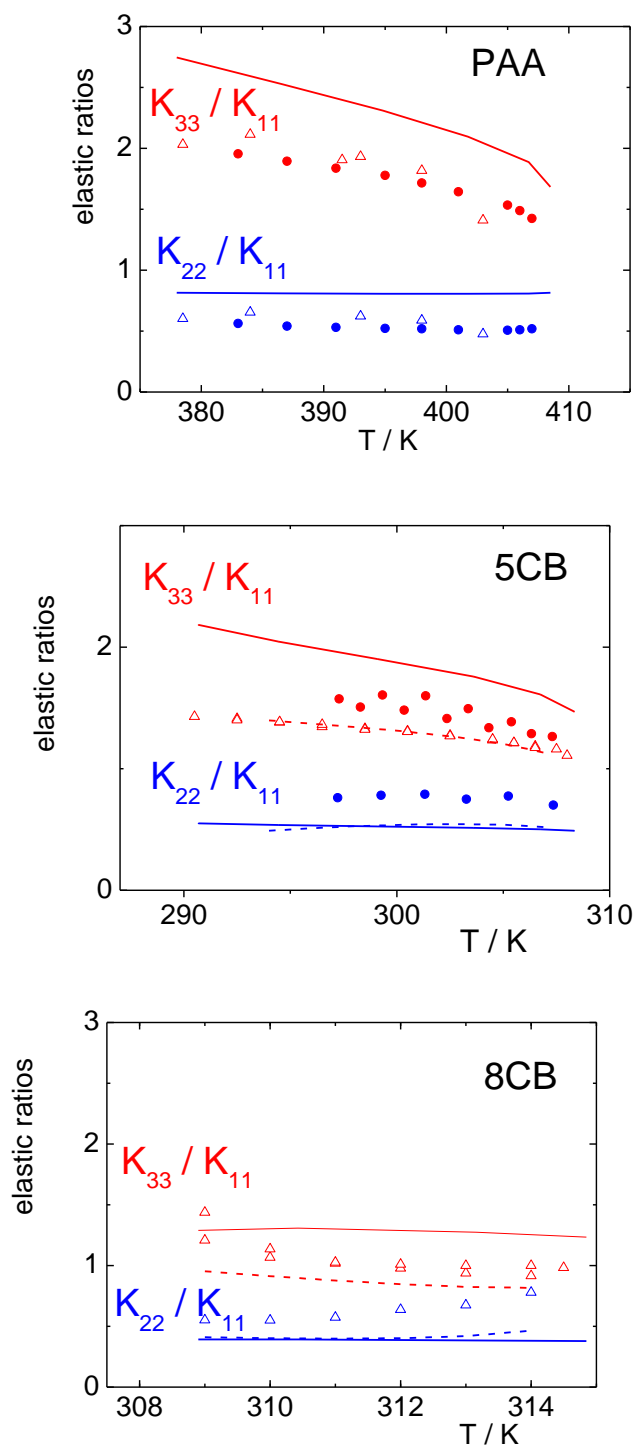 3
PAA
K33 / K11
2
elastic ratios
K22 / K11
1
0
380 390 400 410
T / K
5CB
K33 / K11
2
elastic ratios
K22 / K11
1
0
290 300 310
T / K
3
8CB
elastic ratios
2
K33 / K11
1
K22 / K11
0
308 310 312 314
T / K